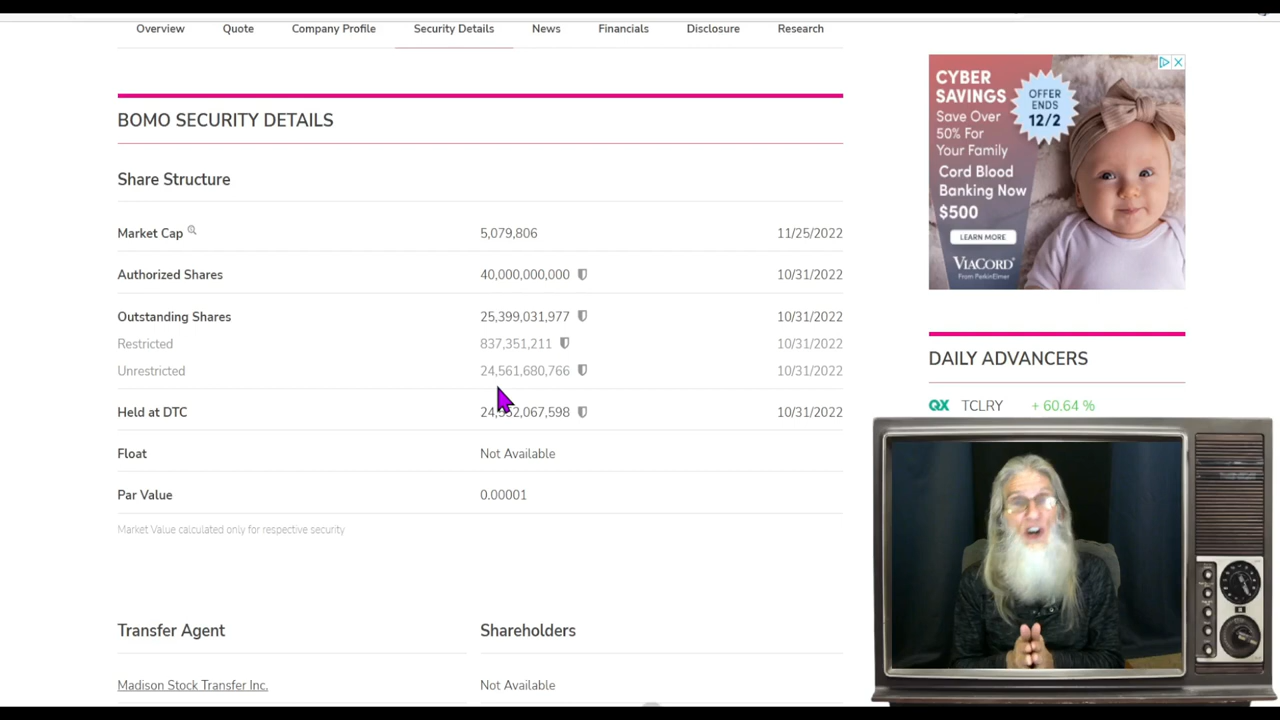 Overview Quote Company Profile Security Details News Financials Disclosure Research
BOMO SECURITY DETAILS
Share Structure
Market Cap 5,079,806 11/25/2022
Authorized Shares 40,000,000,000 10/31/2022
Outstanding Shares 25,399,031,977 10/31/2022
Restricted 837,351,211 10/31/2022
Unrestricted 24,561,680,766 10/31/2022
Held at DTC 10/31/2022
Float Not Available
Par Value 0.00001
Market Value calculated only for respective security
Transfer Agent Shareholders
Madison Stock Transfer Inc. Not Available
CYBER
SAVINGS
Save Over
50% For
Your Family
Cord Blood
Banking Now
$500
LEARN MORE
VIACORD
From PerkinElmer
OFFER
ENDS
12/2
DAILY ADVANCERS
QX TCLRY + 60.64 %